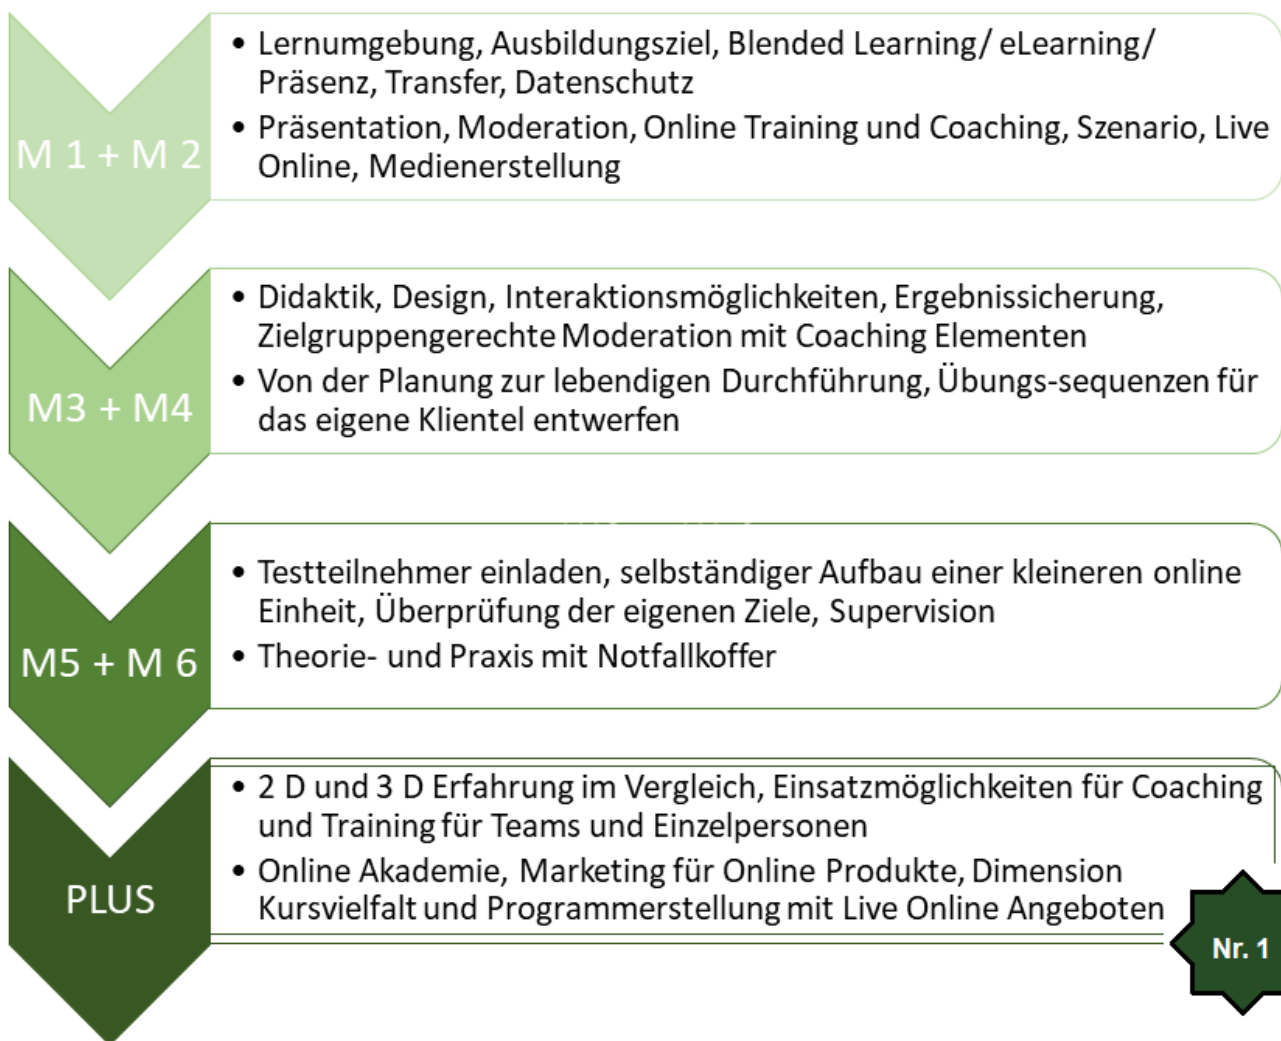 M 1 + M 2
• Lernumgebung, Ausbildungsziel, Blended Learning/ eLearning/
Präsenz, Transfer, Datenschutz
• Präsentation, Moderation, Online Training und Coaching, Szenario, Live
Online, Medienerstellung
M3 + M4
• Didaktik, Design, Interaktionsmöglichkeiten, Ergebnissicherung,
Zielgruppengerechte Moderation mit Coaching Elementen
• Von der Planung zur lebendigen Durchführung, Übungs-sequenzen für
das eigene Klientel entwerfen
M5 + M 6
• Testteilnehmer einladen, selbständiger Aufbau einer kleineren online
Einheit, Überprüfung der eigenen Ziele, Supervision
• Theorie- und Praxis mit Notfallkoffer
PLUS
• 2 D und 3 D Erfahrung im Vergleich, Einsatzmöglichkeiten für Coaching
und Training für Teams und Einzelpersonen
• Online Akademie, Marketing für Online Produkte, Dimension
Kursvielfalt und Programmerstellung mit Live Online Angeboten
Nr. 1